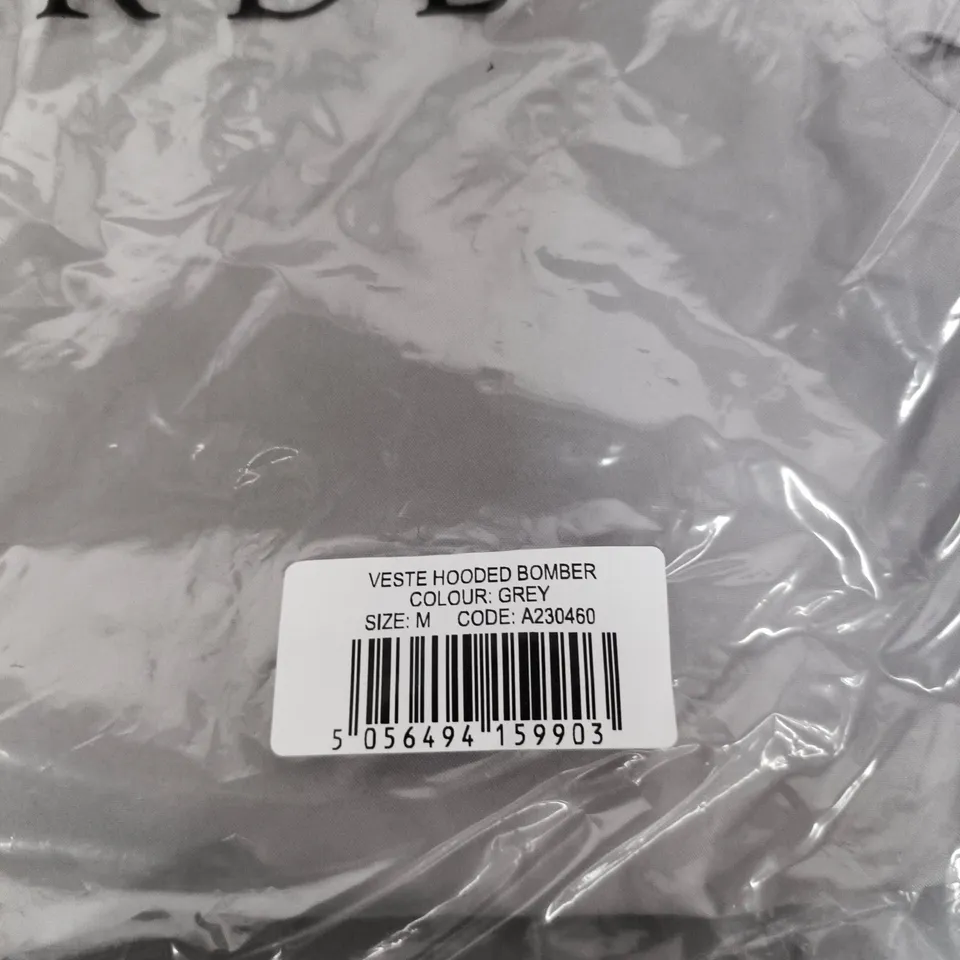 VESTE HOODED BOMBER
COLOUR: GREY
SIZE: M CODE: A230460
5 056494 159903